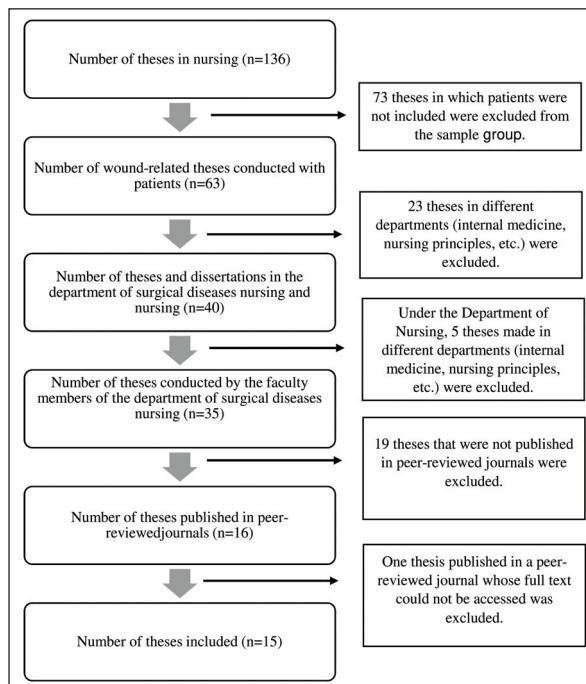 Number of theses in nursing (n=136)
73 theses in which patients were
not included were excluded from
the sample group.
Number of wound-related theses conducted with
patients (n=63)
23 theses in different
departments (internal medicine,
nursing principles, etc.) were
excluded.
Number of theses and dissertations in the
department of surgical diseases nursing and
nursing (n=40)
Under the Department of
Nursing, 5 theses made in
different departments (internal
medicine, nursing principles,
etc.) were excluded.
Number of theses conducted by the faculty
members of the department of surgical diseases
nursing (n=35)
19 theses that were not published
in peer-reviewed journals were
excluded.
Number of theses published in peer-
reviewedjournals (n=16)
One thesis published in a peer-
reviewed journal whose full text
could not be accessed was
excluded.
Number of theses included (n=15)